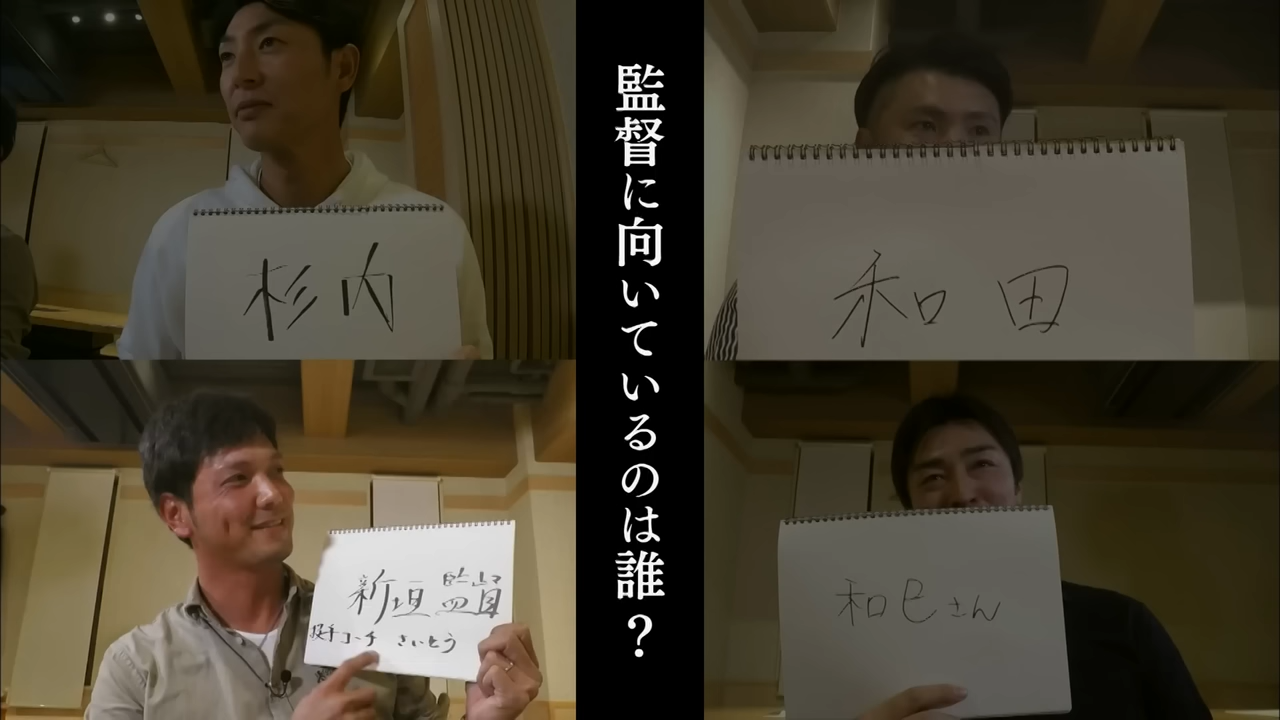 監督に向いているのは誰？
杉内
和田
新垣 監督
投手コーチ さいとう
和巳さん